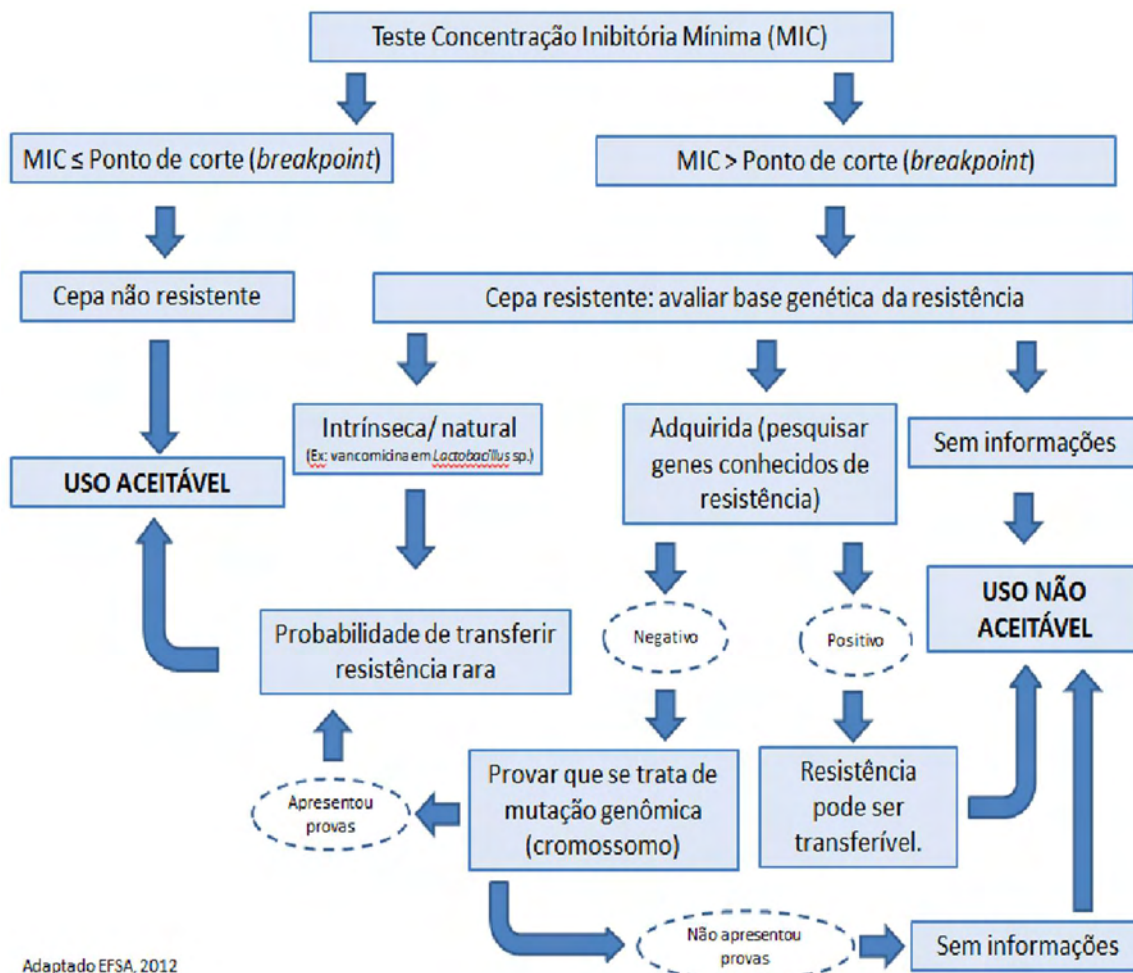 Teste Concentração Inibitória Mínima (MIC)
MIC ≤ Ponto de corte (breakpoint)
MIC > Ponto de corte (breakpoint)
Cepa não resistente
Cepa resistente: avaliar base genética da resistência
Intrínseca/ natural
(Ex: vancomicina em Lactobacillus sp.)
Adquirida (pesquisar
genes conhecidos de
resistência)
Sem informações
USO ACEITÁVEL
USO NÃO
ACEITÁVEL
Negativo
Positivo
Probabilidade de transferir
resistência rara
Provar que se trata de
mutação genômica
(cromossomo)
Resistência
pode ser
transferível.
Apresentou
provas
Não apresentou
provas
Sem informações
Adaptado EFSA, 2012